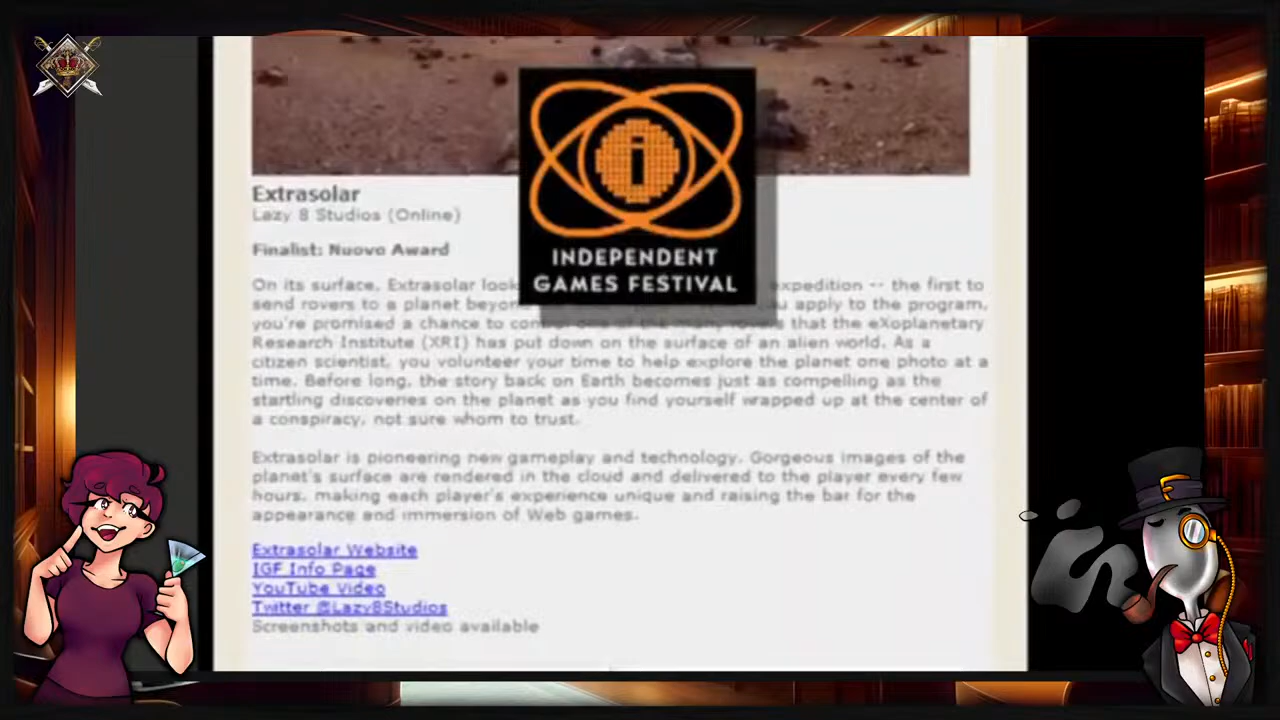 INDEPENDENT
GAMES FESTIVAL
Extrasolar
Lazy 8 Studios (Online)
Finalist: Nuovo Award
On its surface, Extrasolar look expedition -- the first to
send rovers to a planet beyon u apply to the program,
you're promised a chance to control one of the many rovers that the eXoplanetary
Research Institute (XRI) has put down on the surface of an alien world. As a
citizen scientist, you volunteer your time to help explore the planet one photo at a
time. Before long, the story back on Earth becomes just as compelling as the
startling discoveries on the planet as you find yourself wrapped up at the center of
a conspiracy, not sure whom to trust.
Extrasolar is pioneering new gameplay and technology. Gorgeous images of the
planet's surface are rendered in the cloud and delivered to the player every few
hours, making each player's experience unique and raising the bar for the
appearance and immersion of Web games.
Extrasolar Website
IGF Info Page
YouTube Video
Twitter @Lazy8Studios
Screenshots and video available